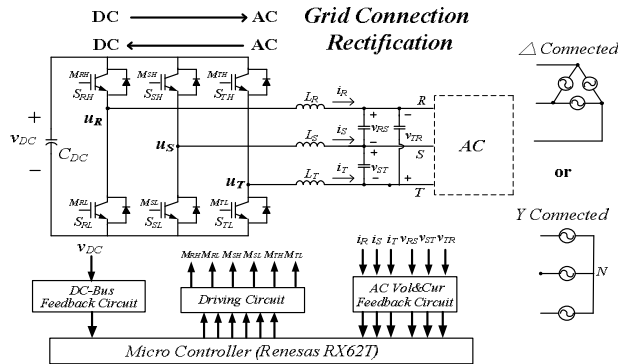 DC AC
DC AC
Grid Connection
Rectification
△ Connected
M_RH M_SH M_TH
S_RH S_SH S_TH
L_R i_R R
u_R
+
v_DC
−
C_DC
L_S i_S S
u_S
+ v_RS −
− v_TR +
AC
L_T i_T T
u_T
+ v_ST −
or
M_RL M_SL M_TL
S_RL S_SL S_TL
Y Connected
N
v_DC
M_RH M_RL M_SH M_SL M_TH M_TL
i_R i_S i_T v_RS v_ST v_TR
DC-Bus
Feedback Circuit
Driving Circuit
AC Vol&Cur
Feedback Circuit
Micro Controller (Renesas RX62T)